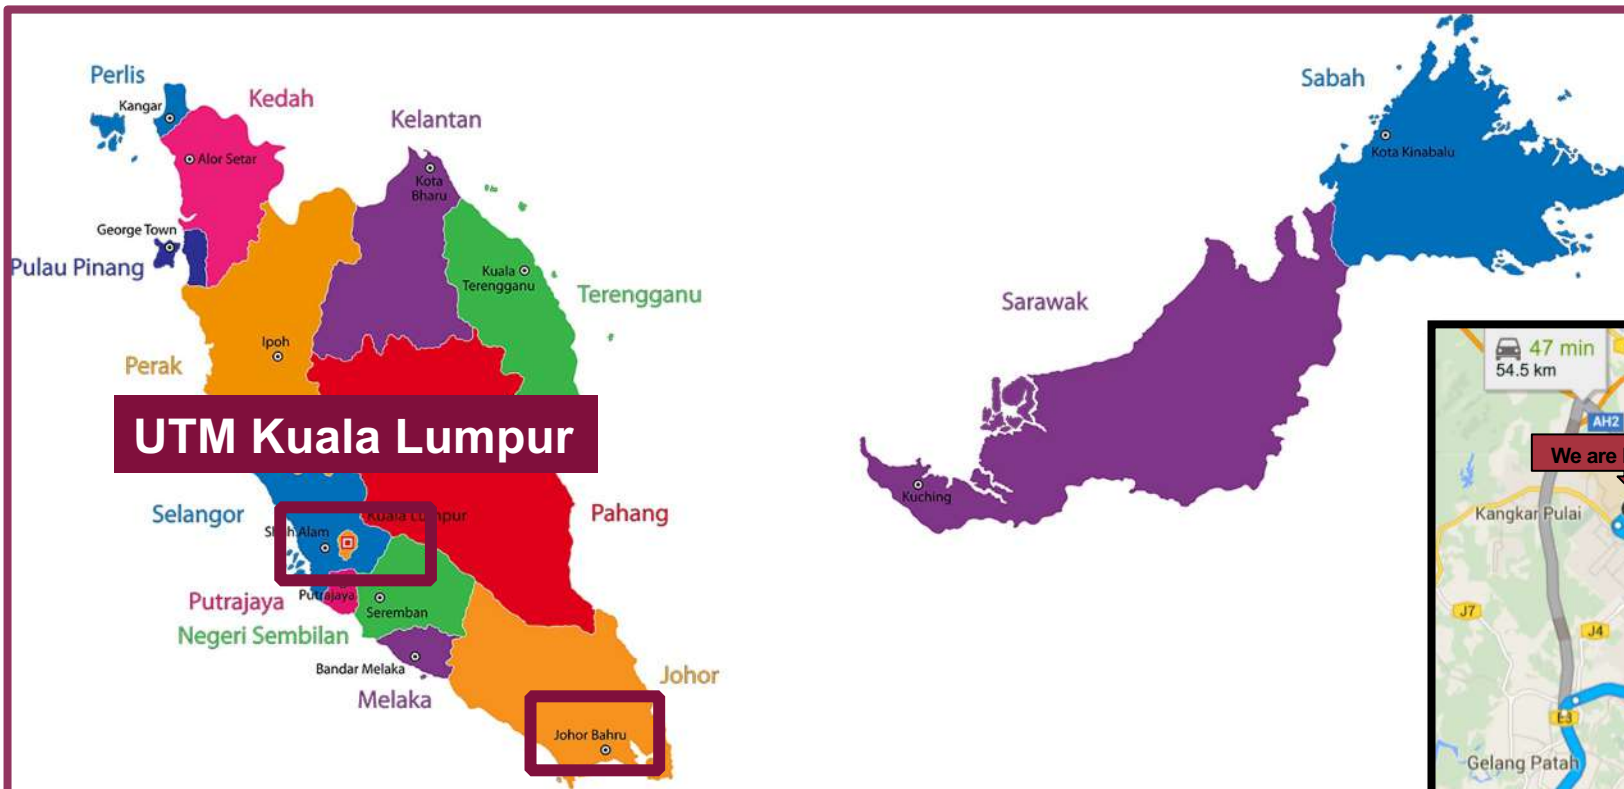 Perlis
Kangar
Kedah
Alor Setar
Kelantan
Kota
Bharu
George Town
Pulau Pinang
Kuala
Terengganu
Terengganu
Ipoh
Perak
UTM Kuala Lumpur
Selangor
Shah Alam
Kuala Lumpur
Pahang
Putrajaya
Putrajaya
Seremban
Negeri Sembilan
Bandar Melaka
Melaka
Johor
Johor Bahru
Sabah
Kota Kinabalu
Sarawak
Kuching
47 min
54.5 km
AH2
We are
Kangkar Pulai
J7
J4
E3
Gelang Patah